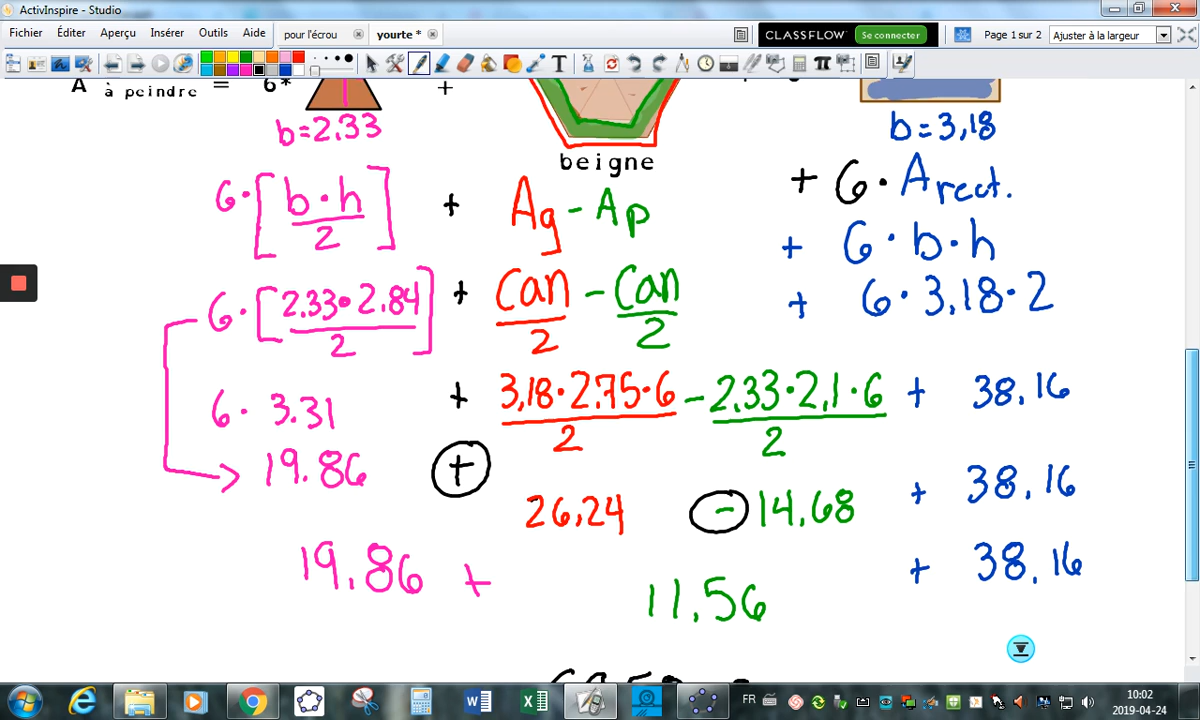 ActivInspire - Studio
Fichier Éditer Aperçu Insérer Outils Aide pour l'écrou yourte * CLASSFLOW Se connecter Page 1 sur 2 Ajuster à la largeur
A à peindre = 6* +
b=2.33 b=3,18
beigne
6·[b·h/2] + Ag - Ap + 6·Arect.
+ 6·b·h
6·[2.33·2.84/2] + can/2 - can/2 + 6·3,18·2
6·3.31 + 3,18·2,75·6/2 - 2,33·2,1·6/2 + 38,16
19.86 + 26,24 - 14,68 + 38,16
19.86 + 11.56 + 38,16
FR 10:02
2019-04-24